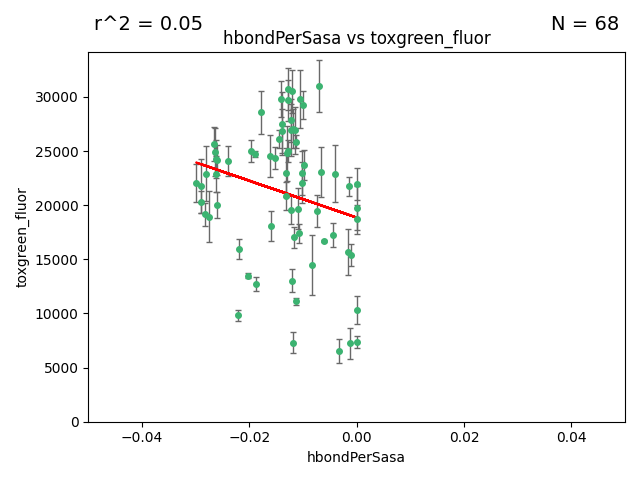 r^2 = 0.05
N = 68
hbondPerSasa vs toxgreen_fluor
30000
25000
20000
15000
10000
5000
0
toxgreen_fluor
−0.04
−0.02
0.00
0.02
0.04
hbondPerSasa